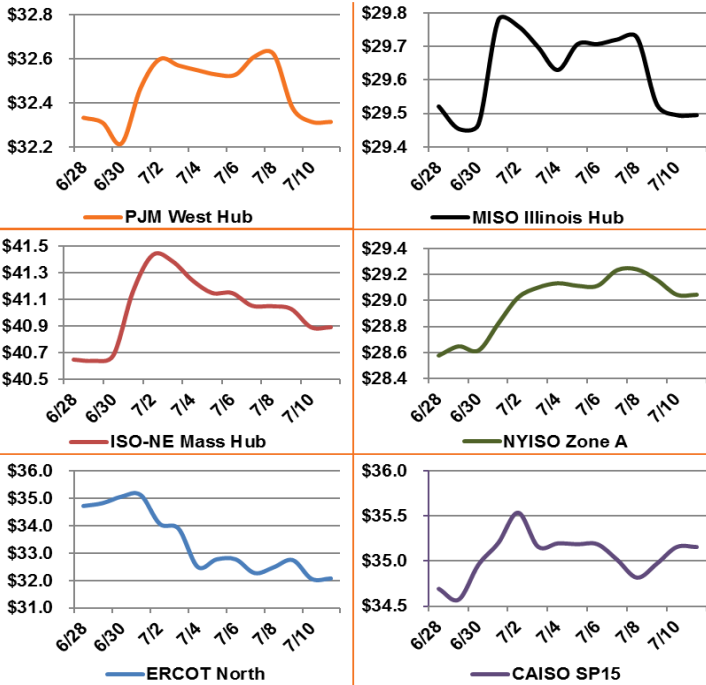 $32.8
$32.6
$32.4
$32.2
6/28 6/30 7/2 7/4 7/6 7/8 7/10
PJM West Hub
$29.8
$29.7
$29.6
$29.5
$29.4
6/28 6/30 7/2 7/4 7/6 7/8 7/10
MISO Illinois Hub
$41.5
$41.3
$41.1
$40.9
$40.7
$40.5
6/28 6/30 7/2 7/4 7/6 7/8 7/10
ISO-NE Mass Hub
$29.4
$29.2
$29.0
$28.8
$28.6
$28.4
6/28 6/30 7/2 7/4 7/6 7/8 7/10
NYISO Zone A
$36.0
$35.0
$34.0
$33.0
$32.0
$31.0
6/28 6/30 7/2 7/4 7/6 7/8 7/10
ERCOT North
$36.0
$35.5
$35.0
$34.5
6/28 6/30 7/2 7/4 7/6 7/8 7/10
CAISO SP15